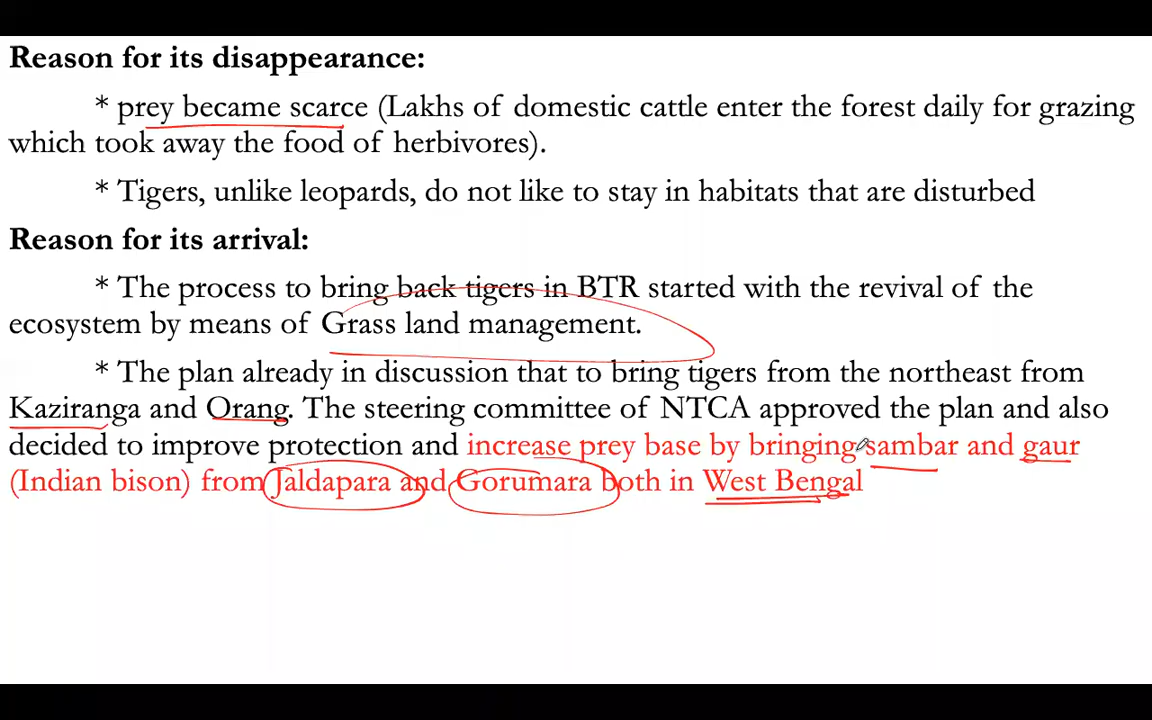 Reason for its disappearance:
* prey became scarce (Lakhs of domestic cattle enter the forest daily for grazing
which took away the food of herbivores).
* Tigers, unlike leopards, do not like to stay in habitats that are disturbed
Reason for its arrival:
* The process to bring back tigers in BTR started with the revival of the
ecosystem by means of Grass land management.
* The plan already in discussion that to bring tigers from the northeast from
Kaziranga and Orang. The steering committee of NTCA approved the plan and also
decided to improve protection and increase prey base by bringing sambar and gaur
(Indian bison) from Jaldapara and Gorumara both in West Bengal